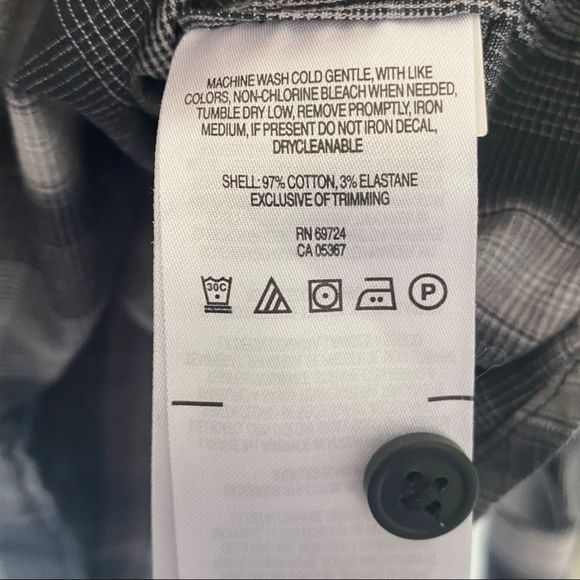 MACHINE WASH COLD GENTLE, WITH LIKE
COLORS, NON-CHLORINE BLEACH WHEN NEEDED,
TUMBLE DRY LOW, REMOVE PROMPTLY, IRON
MEDIUM, IF PRESENT DO NOT IRON DECAL,
DRYCLEANABLE
SHELL: 97% COTTON, 3% ELASTANE
EXCLUSIVE OF TRIMMING
RN 69724
CA 05367
30C P